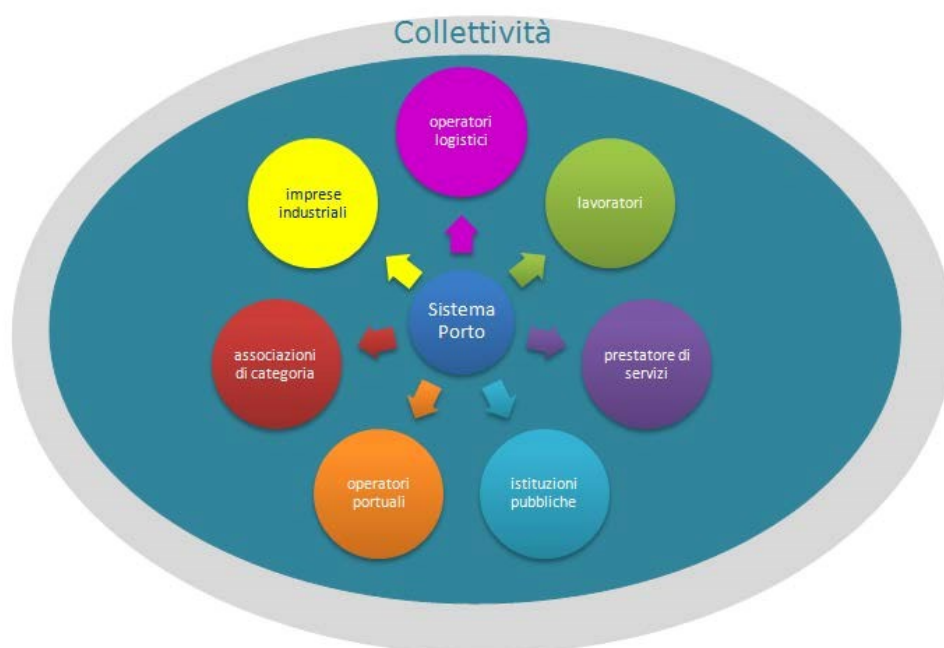 Collettività
operatori
logistici
imprese
industriali
lavoratori
Sistema
Porto
associazioni
di categoria
prestatore di
servizi
operatori
portuali
istituzioni
pubbliche